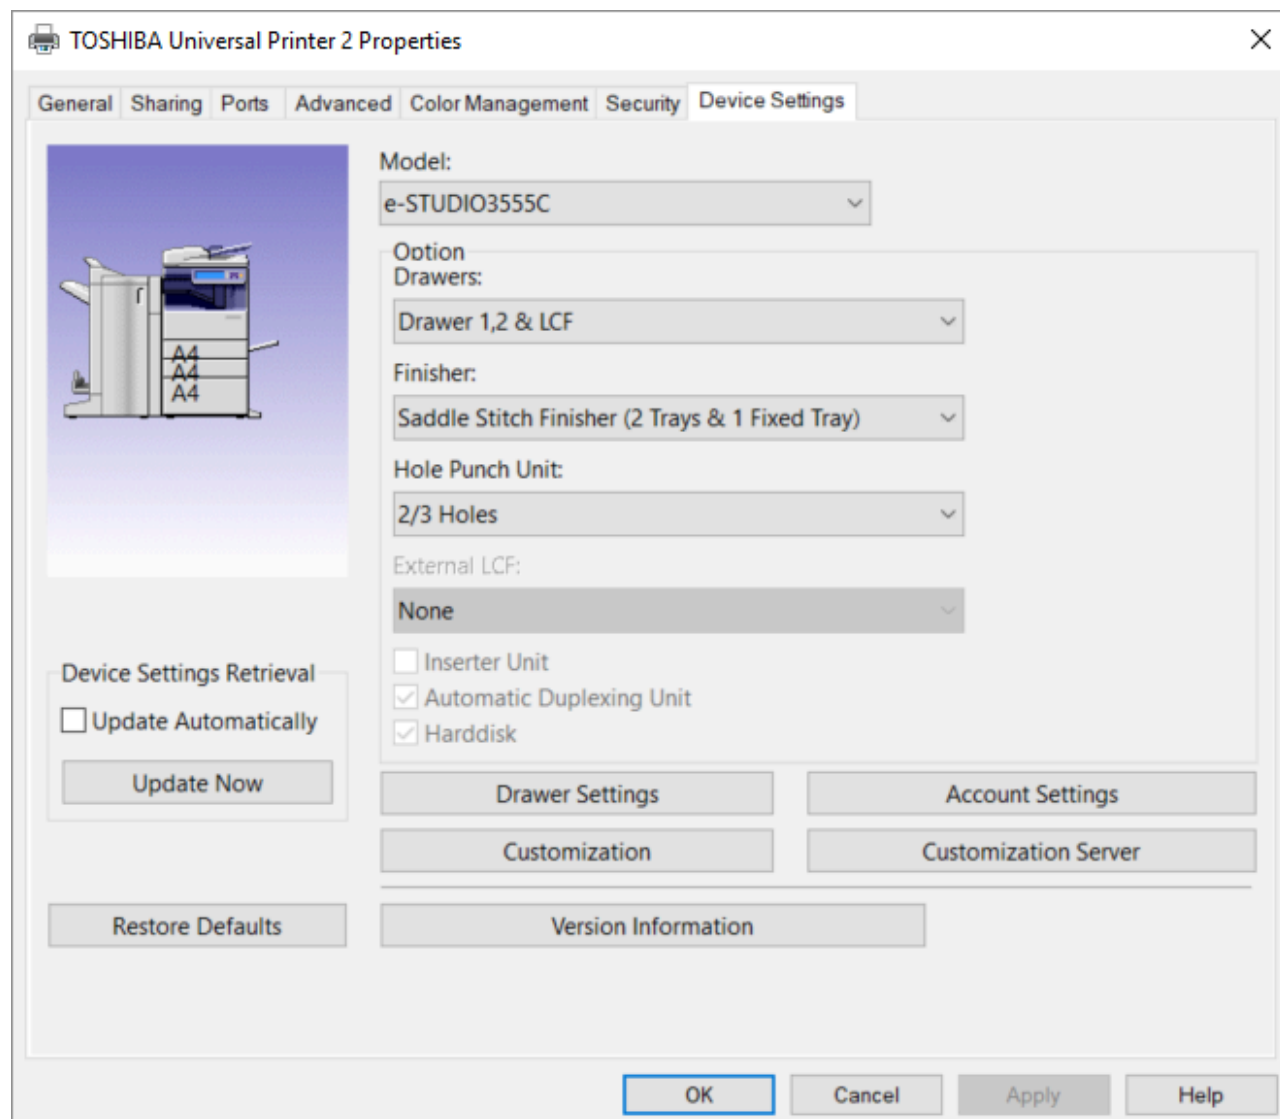 TOSHIBA Universal Printer 2 Properties
General Sharing Ports Advanced Color Management Security Device Settings
Model:
e-STUDIO3555C
Option
Drawers:
Drawer 1,2 & LCF
A4
A4
A4
Finisher:
Saddle Stitch Finisher (2 Trays & 1 Fixed Tray)
Hole Punch Unit:
2/3 Holes
External LCF:
None
Inserter Unit
Automatic Duplexing Unit
Harddisk
Device Settings Retrieval
Update Automatically
Update Now
Drawer Settings Account Settings
Customization Customization Server
Restore Defaults Version Information
OK Cancel Apply Help